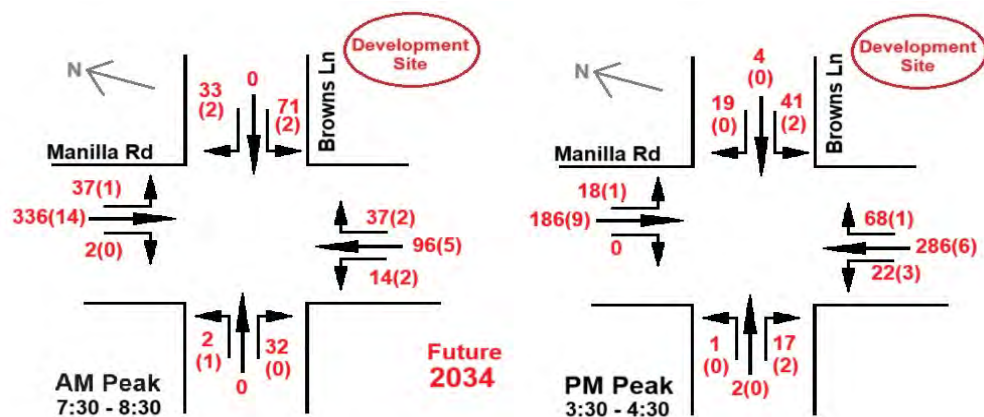 Development
Site
N
33
(2)
0
71
(2)
Browns Ln
Manilla Rd
37(1)
336(14)
2(0)
37(2)
96(5)
14(2)
2
(1)
0
32
(0)
AM Peak
7:30 - 8:30
Future
2034
Development
Site
N
4
(0)
19
(0)
41
(2)
Browns Ln
Manilla Rd
18(1)
186(9)
0
68(1)
286(6)
22(3)
1
(0)
2(0)
17
(2)
PM Peak
3:30 - 4:30